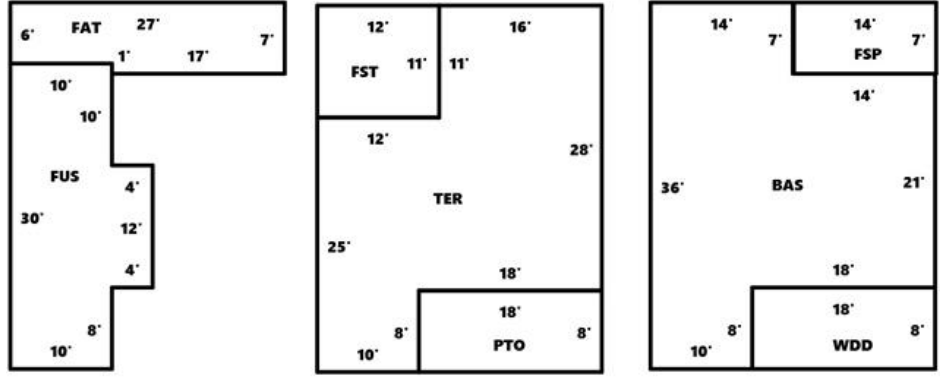 FAT 27'
6' 7'
1' 17'
10'
10'
FUS
4'
30' 12'
4'
8'
10'
12' 16'
FST 11' 11'
12'
28'
TER
25'
18'
18'
8' PTO 8'
10'
14' 14'
7' 7'
FSP
14'
36' BAS 21'
18'
18'
8' WDD 8'
10'